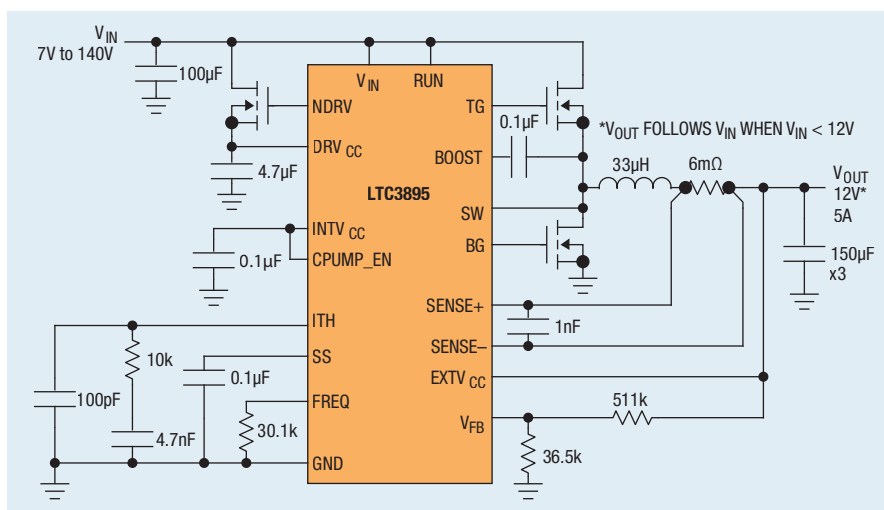 VIN
7V to 140V
100µF
VIN
RUN
NDRV
TG
0.1µF
*VOUT FOLLOWS VIN WHEN VIN < 12V
DRVCC
BOOST
4.7µF
33µH
6mΩ
VOUT
12V*
5A
LTC3895
SW
INTVCC
BG
150µF
x3
0.1µF
CPUMP_EN
SENSE+
1nF
ITH
SENSE–
10k
SS
0.1µF
EXTVCC
100pF
511k
FREQ
VFB
4.7nF
30.1k
36.5k
GND